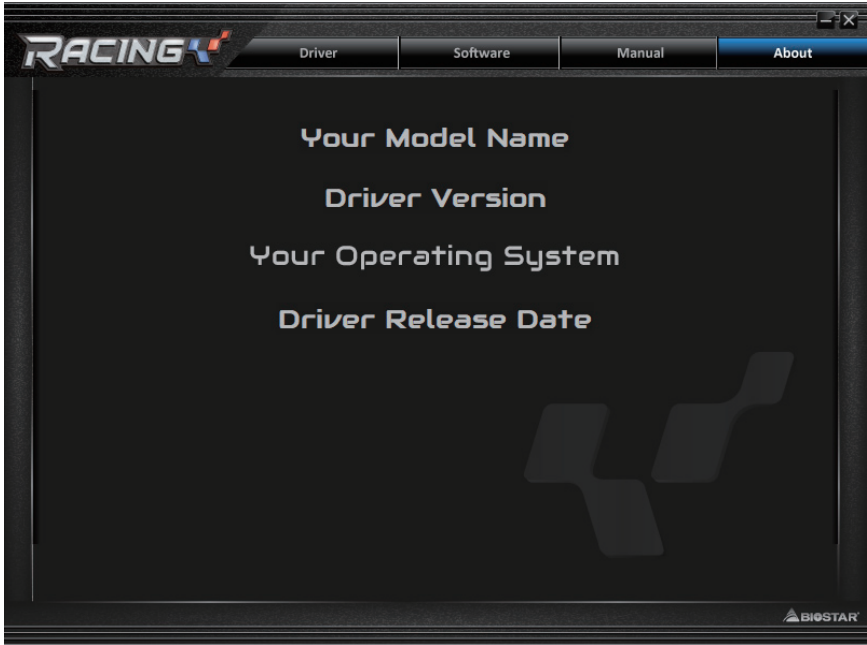 RACING
Driver Software Manual About
Your Model Name
Driver Version
Your Operating System
Driver Release Date
BIOSTAR